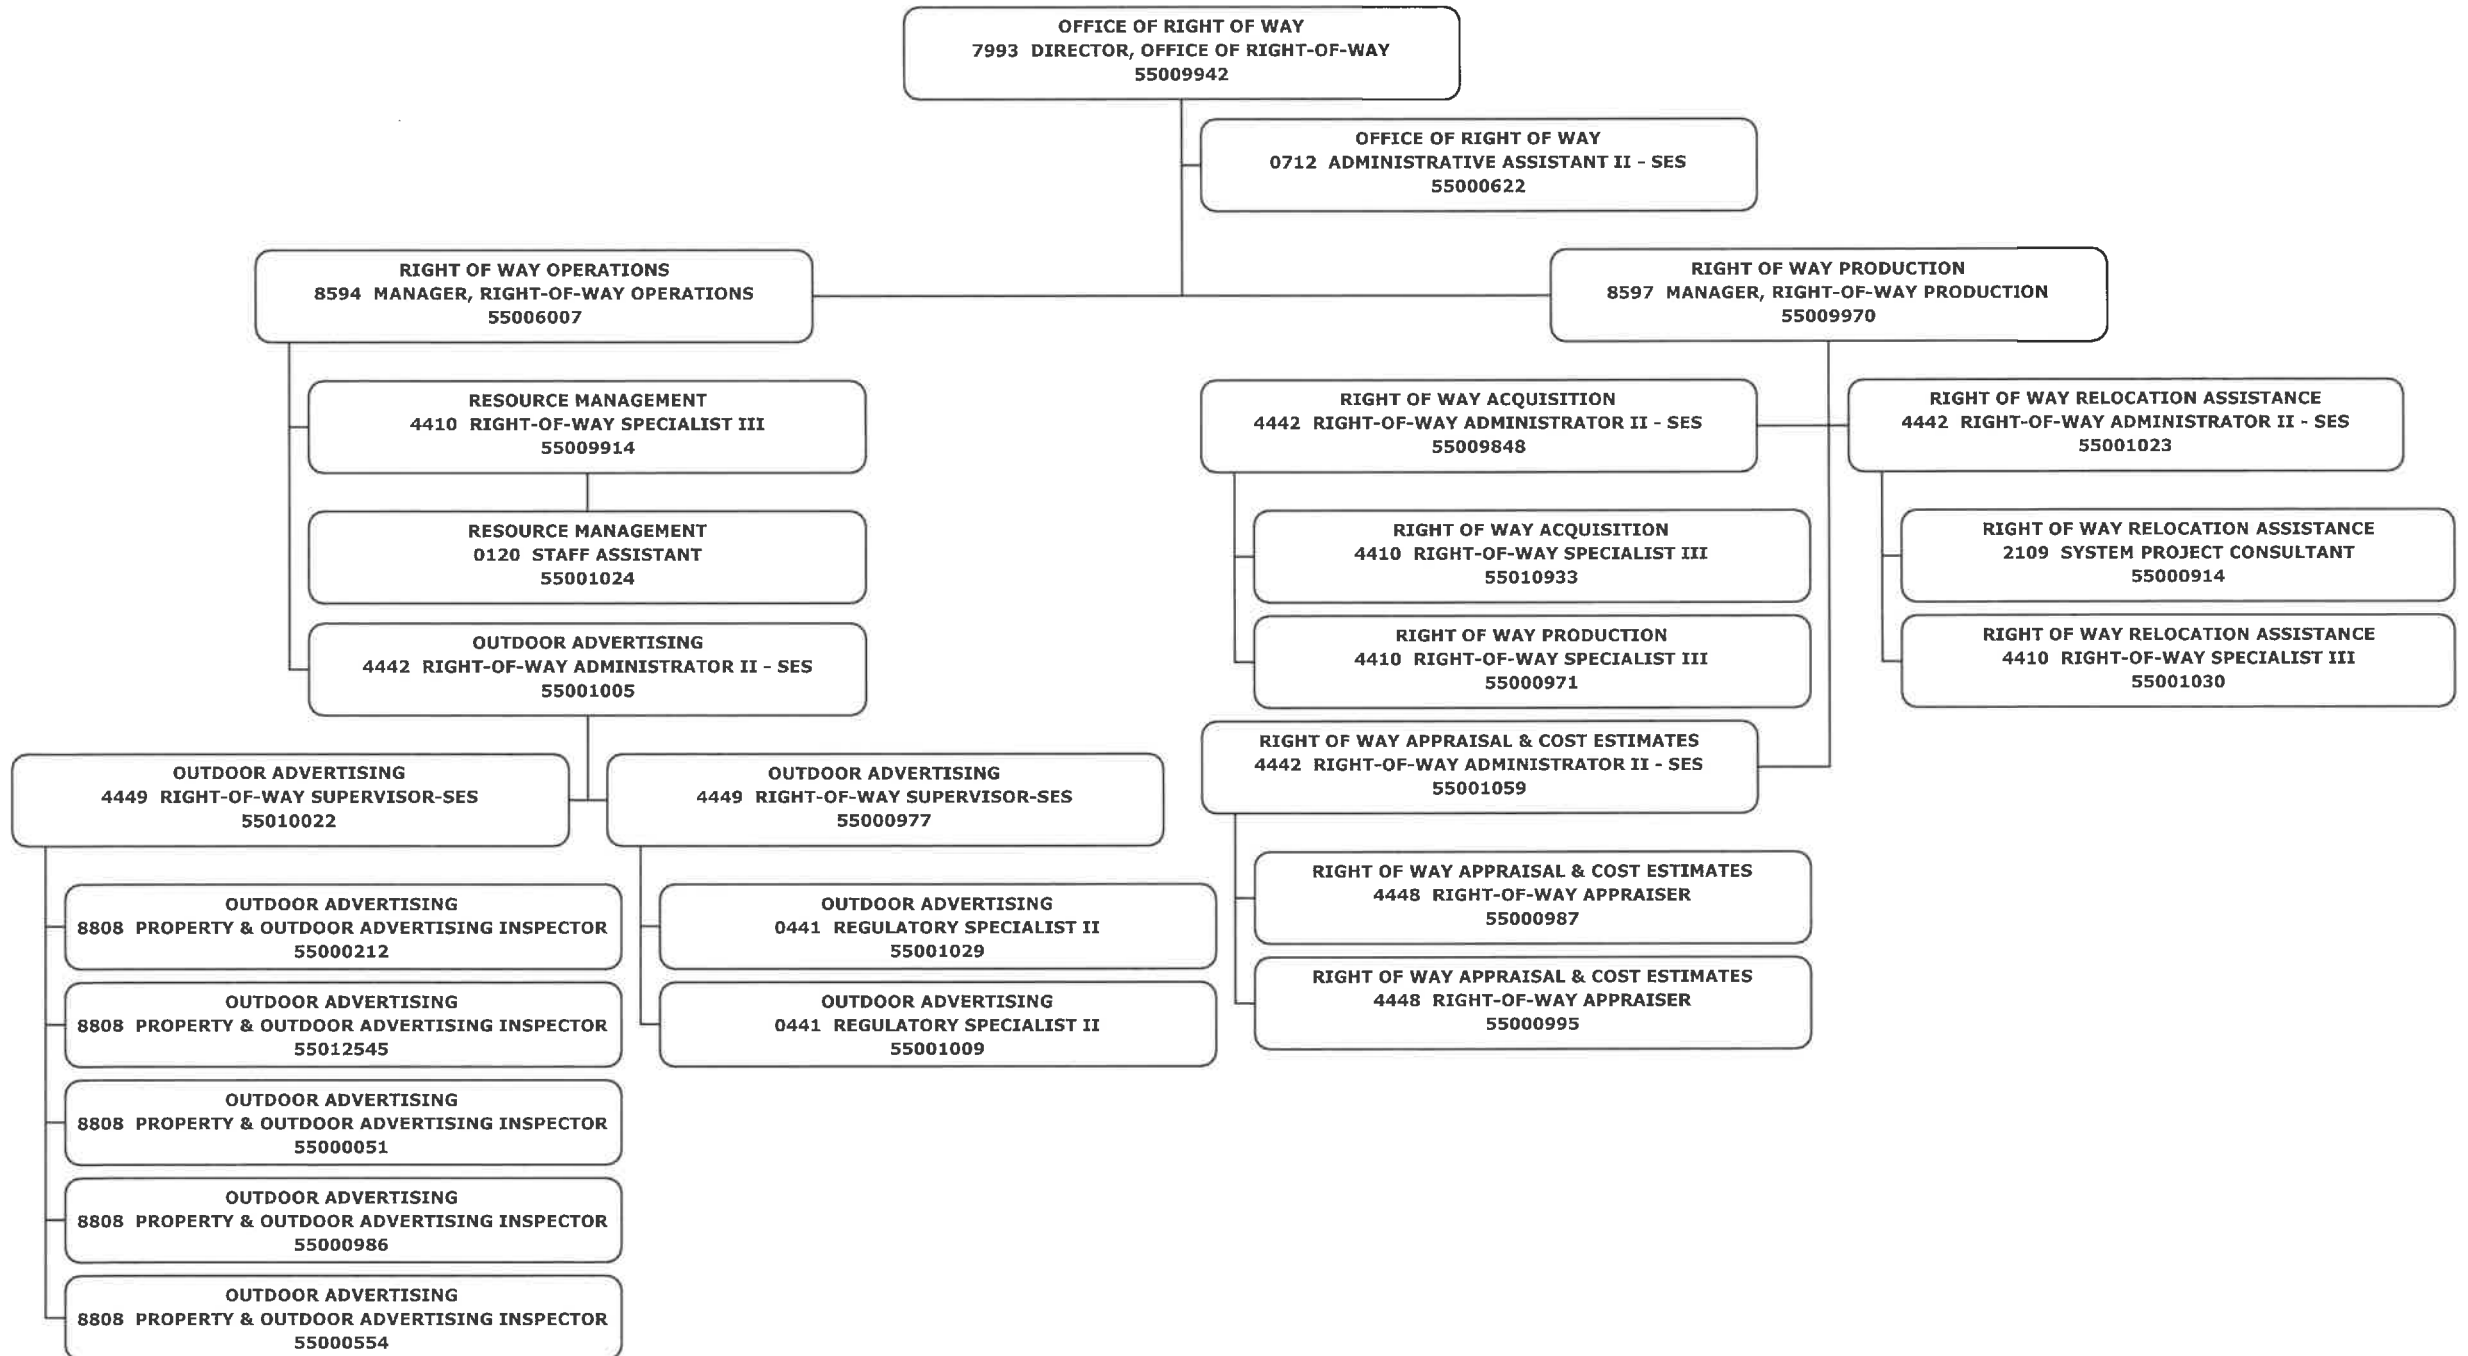 OFFICE OF RIGHT OF WAY
7993 DIRECTOR, OFFICE OF RIGHT-OF-WAY
55009942
OFFICE OF RIGHT OF WAY
0712 ADMINISTRATIVE ASSISTANT II - SES
55000622
RIGHT OF WAY OPERATIONS
8594 MANAGER, RIGHT-OF-WAY OPERATIONS
55006007
RESOURCE MANAGEMENT
4410 RIGHT-OF-WAY SPECIALIST III
55009914
RESOURCE MANAGEMENT
0120 STAFF ASSISTANT
55001024
OUTDOOR ADVERTISING
4442 RIGHT-OF-WAY ADMINISTRATOR II - SES
55001005
OUTDOOR ADVERTISING
4449 RIGHT-OF-WAY SUPERVISOR-SES
55010022
OUTDOOR ADVERTISING
8808 PROPERTY & OUTDOOR ADVERTISING INSPECTOR
55000212
OUTDOOR ADVERTISING
8808 PROPERTY & OUTDOOR ADVERTISING INSPECTOR
55012545
OUTDOOR ADVERTISING
8808 PROPERTY & OUTDOOR ADVERTISING INSPECTOR
55000051
OUTDOOR ADVERTISING
8808 PROPERTY & OUTDOOR ADVERTISING INSPECTOR
55000986
OUTDOOR ADVERTISING
8808 PROPERTY & OUTDOOR ADVERTISING INSPECTOR
55000554
OUTDOOR ADVERTISING
4449 RIGHT-OF-WAY SUPERVISOR-SES
55000977
OUTDOOR ADVERTISING
0441 REGULATORY SPECIALIST II
55001029
OUTDOOR ADVERTISING
0441 REGULATORY SPECIALIST II
55001009
RIGHT OF WAY PRODUCTION
8597 MANAGER, RIGHT-OF-WAY PRODUCTION
55009970
RIGHT OF WAY ACQUISITION
4442 RIGHT-OF-WAY ADMINISTRATOR II - SES
55009848
RIGHT OF WAY ACQUISITION
4410 RIGHT-OF-WAY SPECIALIST III
55010933
RIGHT OF WAY PRODUCTION
4410 RIGHT-OF-WAY SPECIALIST III
55000971
RIGHT OF WAY RELOCATION ASSISTANCE
4442 RIGHT-OF-WAY ADMINISTRATOR II - SES
55001023
RIGHT OF WAY RELOCATION ASSISTANCE
2109 SYSTEM PROJECT CONSULTANT
55000914
RIGHT OF WAY RELOCATION ASSISTANCE
4410 RIGHT-OF-WAY SPECIALIST III
55001030
RIGHT OF WAY APPRAISAL & COST ESTIMATES
4442 RIGHT-OF-WAY ADMINISTRATOR II - SES
55001059
RIGHT OF WAY APPRAISAL & COST ESTIMATES
4448 RIGHT-OF-WAY APPRAISER
55000987
RIGHT OF WAY APPRAISAL & COST ESTIMATES
4448 RIGHT-OF-WAY APPRAISER
55000995